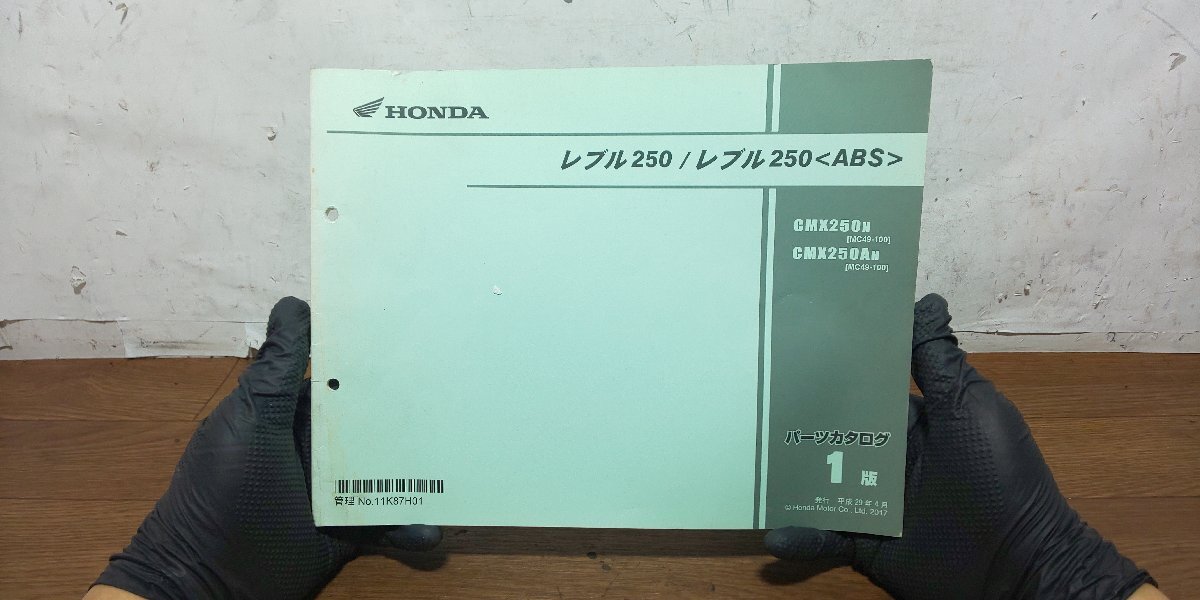 HONDA
レブル250 / レブル250<ABS>
CMX250N
[MC49-100]
CMX250AN
[MC49-100]
パーツカタログ
1版
発行 平成29年4月
© Honda Motor Co., Ltd. 2017
管理 No.11K87H01